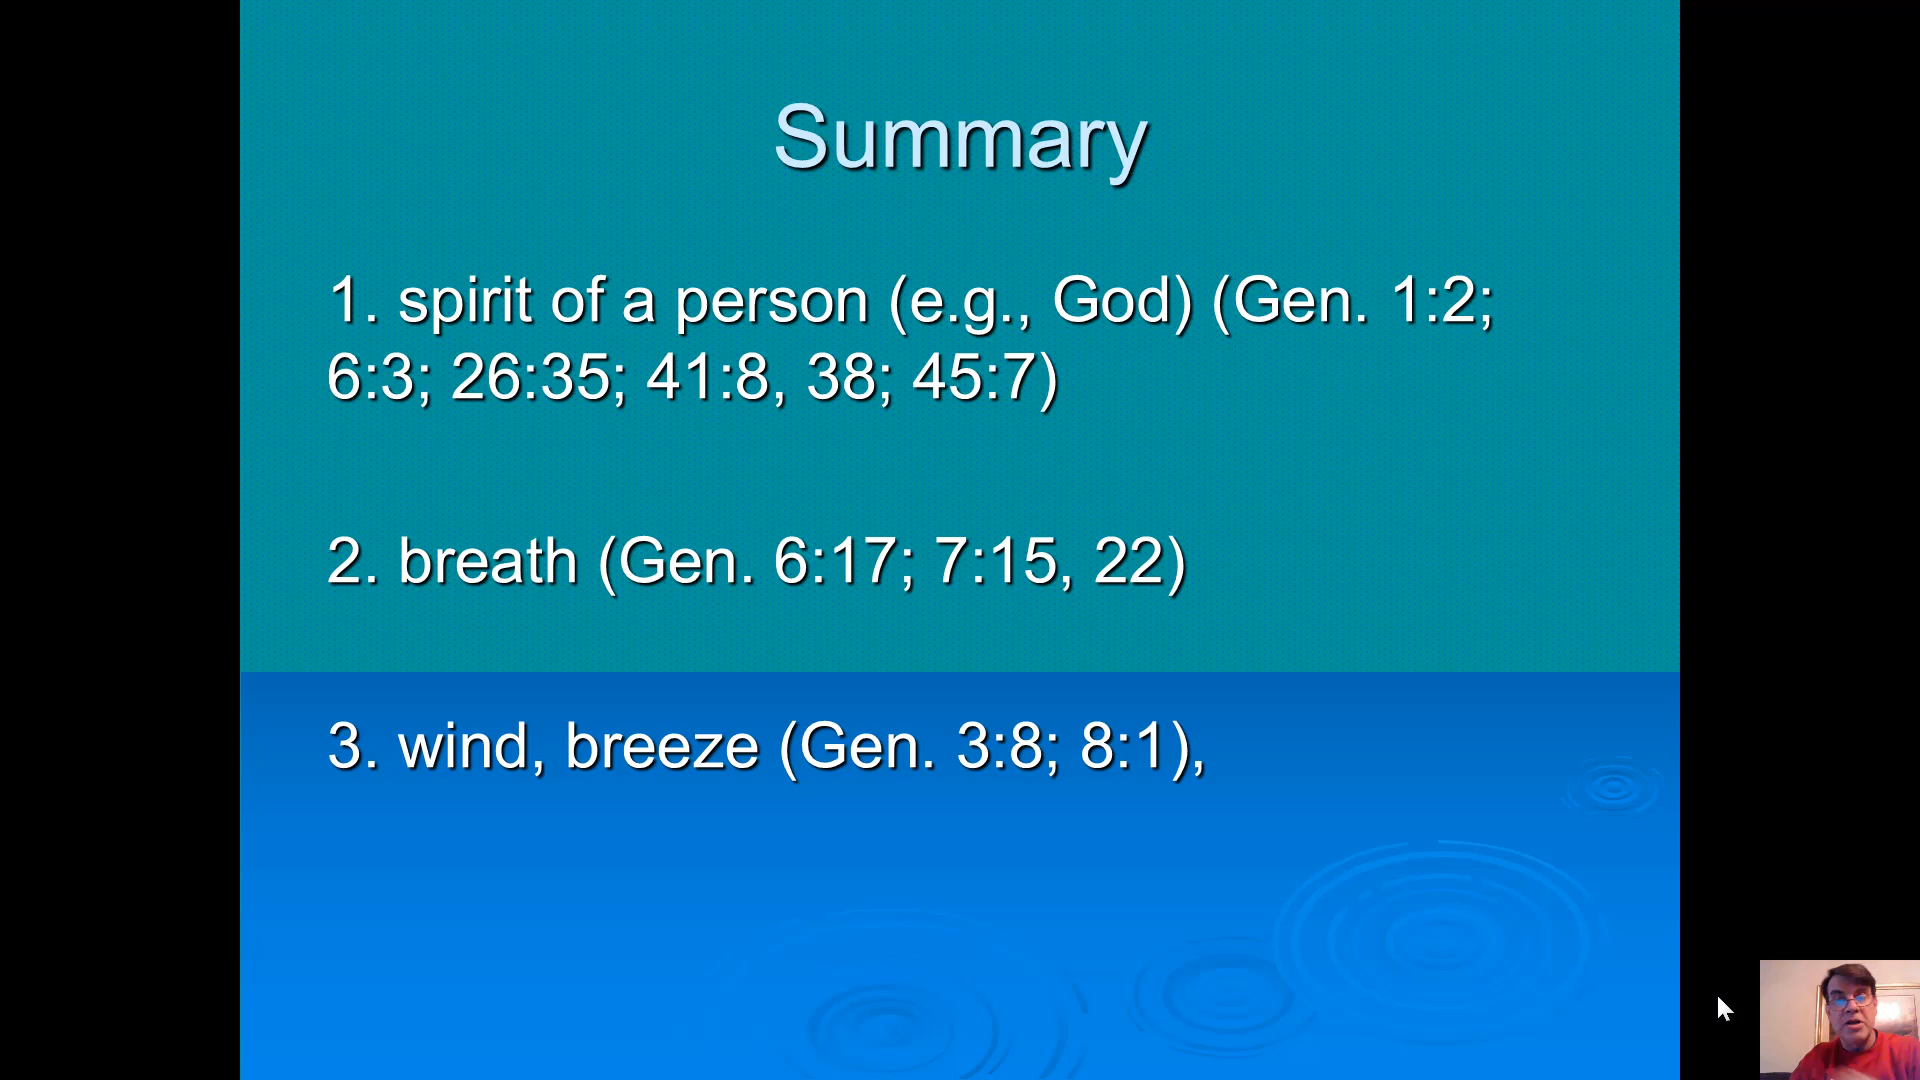 Summary
1. spirit of a person (e.g., God) (Gen. 1:2;
6:3; 26:35; 41:8, 38; 45:7)
2. breath (Gen. 6:17; 7:15, 22)
3. wind, breeze (Gen. 3:8; 8:1),